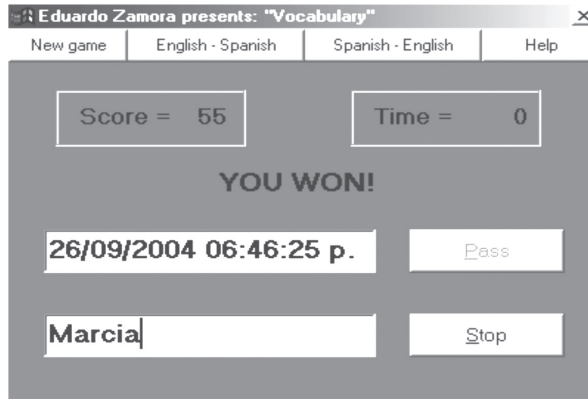 Eduardo Zamora presents: "Vocabulary"
New game English - Spanish Spanish - English Help
Score = 55 Time = 0
YOU WON!
26/09/2004 06:46:25 p. Pass
Marcia Stop